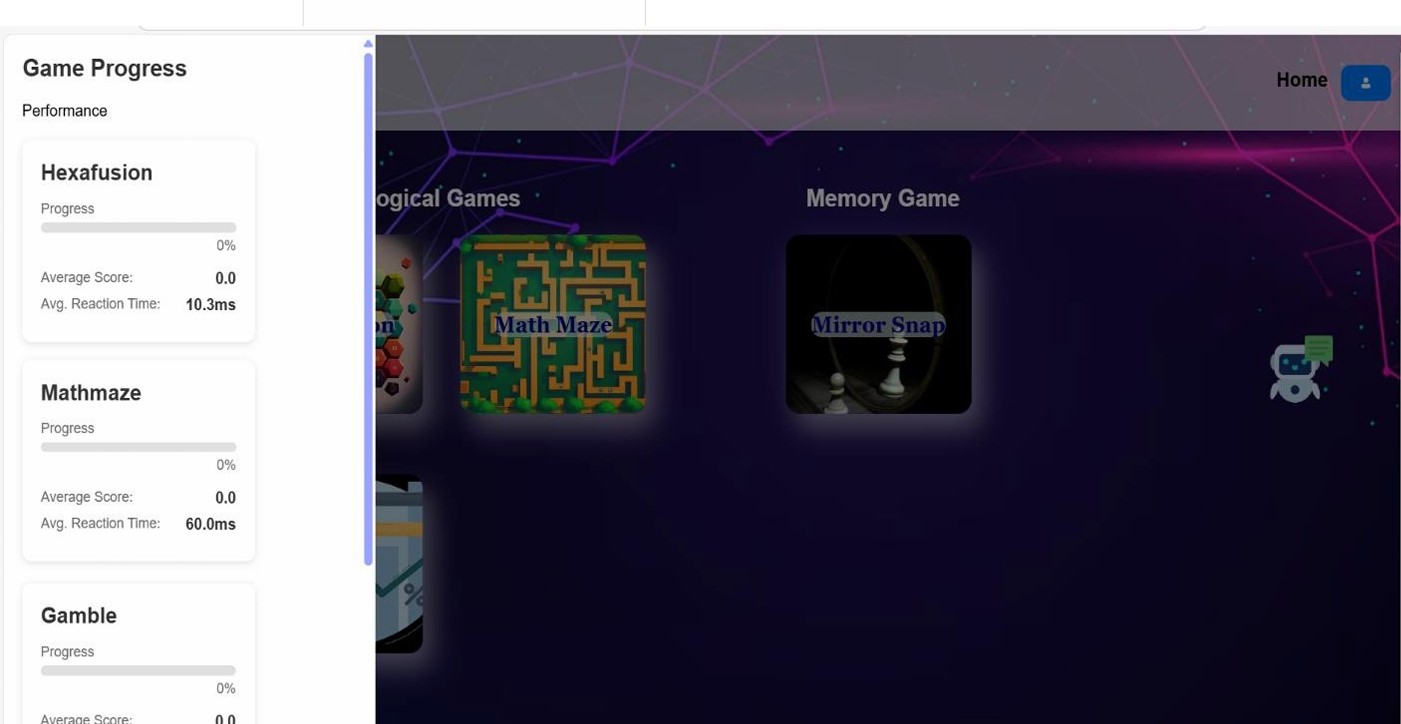 Game Progress
Performance
Hexafusion
Progress
0%
Average Score: 0.0
Avg. Reaction Time: 10.3ms
Mathmaze
Progress
0%
Average Score: 0.0
Avg. Reaction Time: 60.0ms
Gamble
Progress
0%
Average Score: 0.0
Home
ogical Games
Memory Game
on
Math Maze
Mirror Snap
%